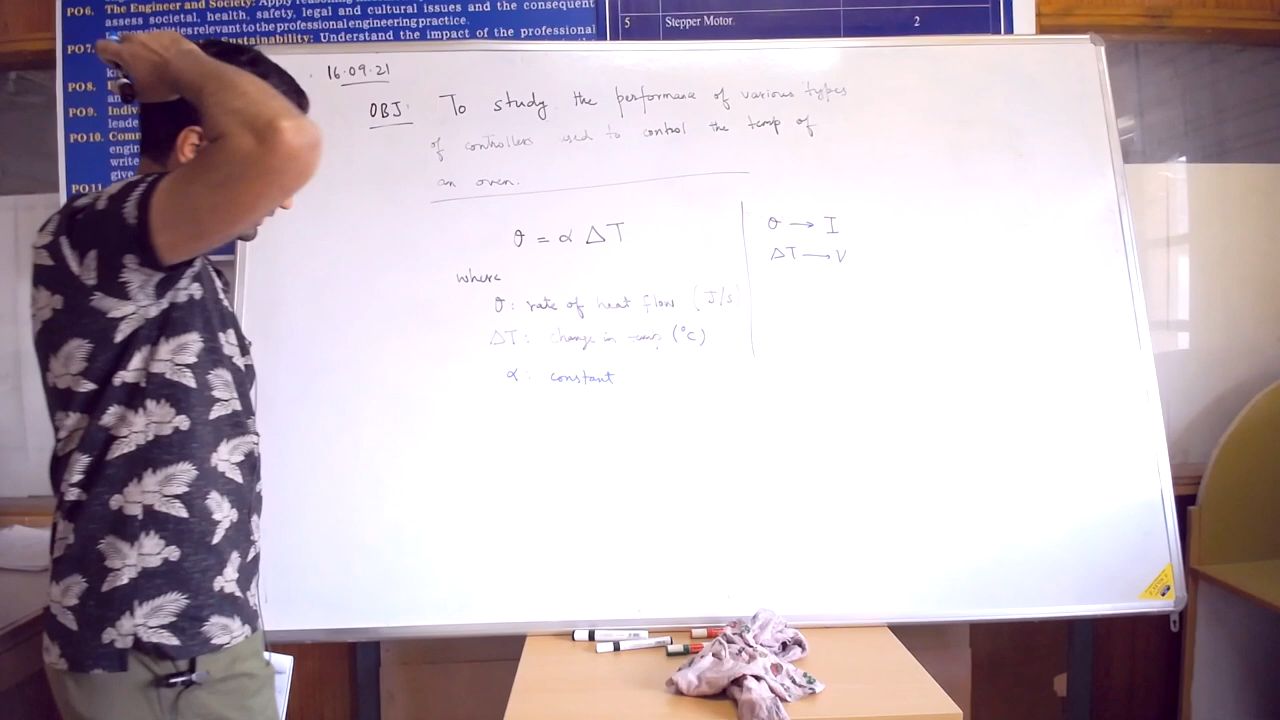 PO6. The Engineer and Society: Apply reasoning
assess societal, health, safety, legal and cultural issues and the consequent
responsibilities relevant to the professional engineering practice.
PO7. Sustainability: Understand the impact of the professional
PO8.
an
PO9. Indiv
leade
PO10. Comm
engin
write
give
PO11
5 Stepper Motor. 2
16.09.21
OBJ: To study the performance of various types
of controllers used to control the temp of
an oven.
θ = α ΔT
where
θ: rate of heat flow (J/s)
ΔT: change in temp (°C)
α: constant
θ → I
ΔT → V